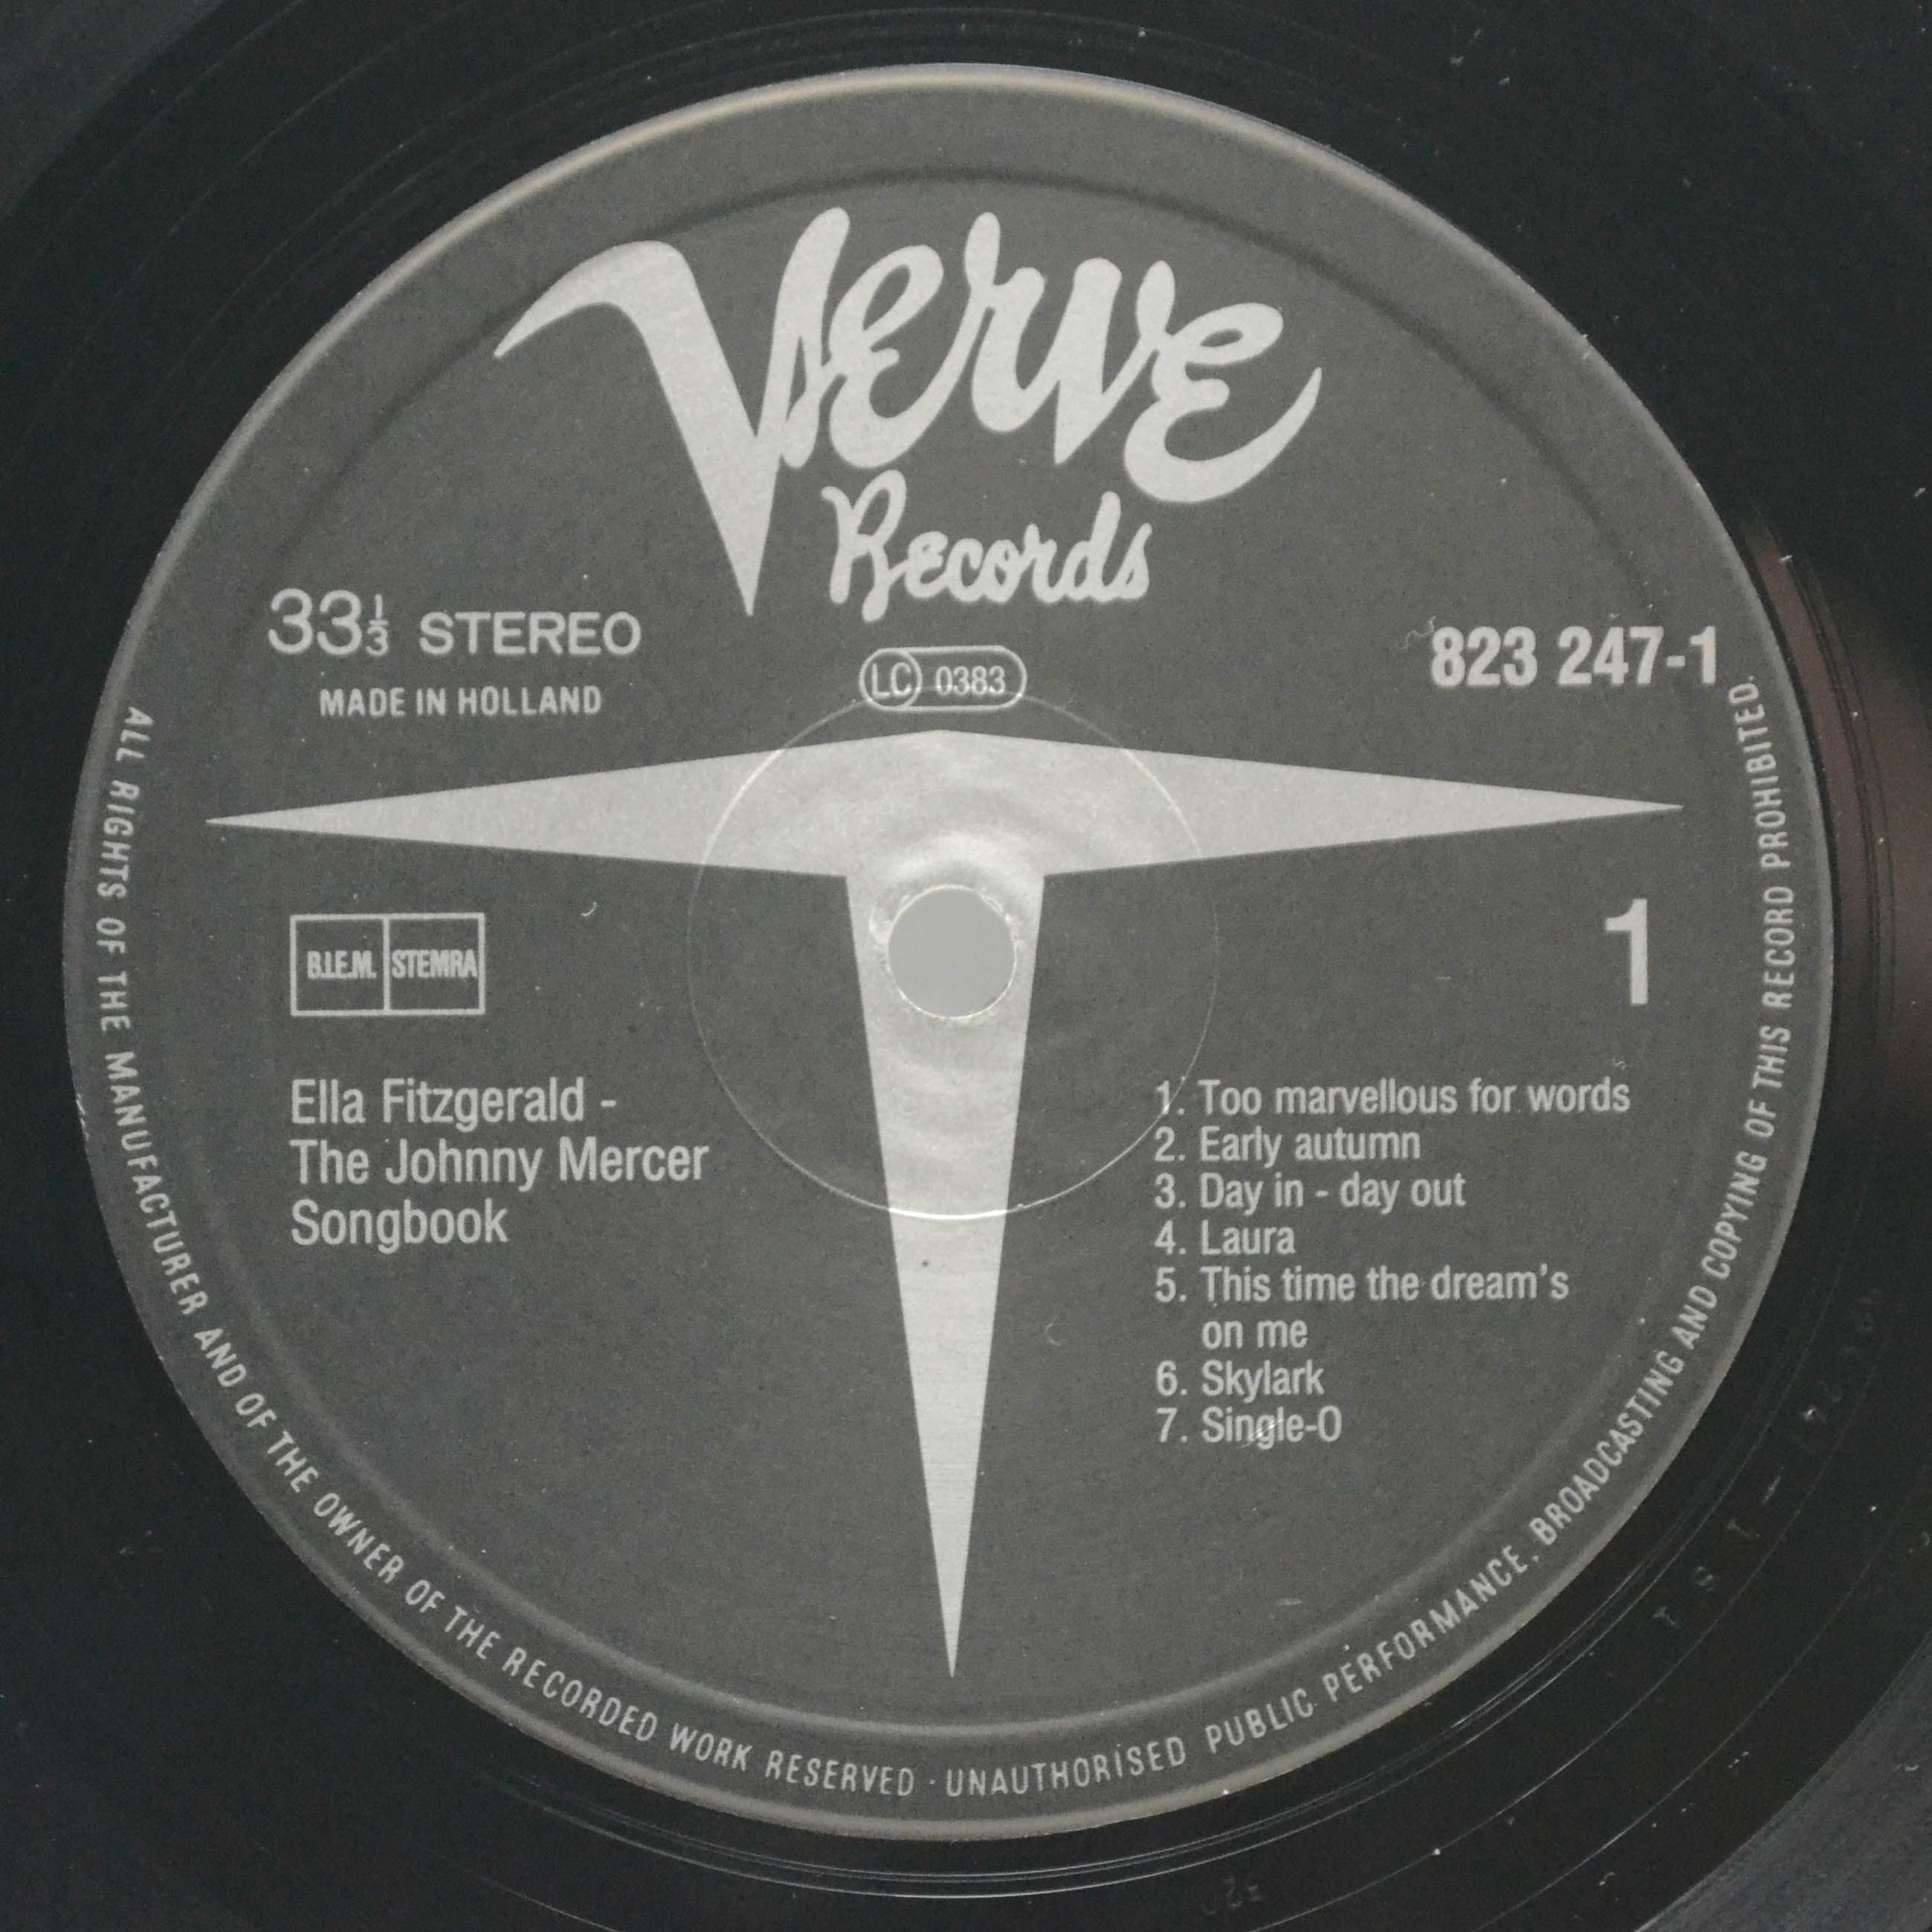 Verve
Records
33⅓ STEREO
MADE IN HOLLAND
LC 0383
823 247-1
B.I.E.M. STEMRA
1
Ella Fitzgerald -
The Johnny Mercer
Songbook
1. Too marvellous for words
2. Early autumn
3. Day in - day out
4. Laura
5. This time the dream's
on me
6. Skylark
7. Single-O
ALL RIGHTS OF THE MANUFACTURER AND OF THE OWNER OF THE RECORDED WORK RESERVED · UNAUTHORISED PUBLIC PERFORMANCE, BROADCASTING AND COPYING OF THIS RECORD PROHIBITED.